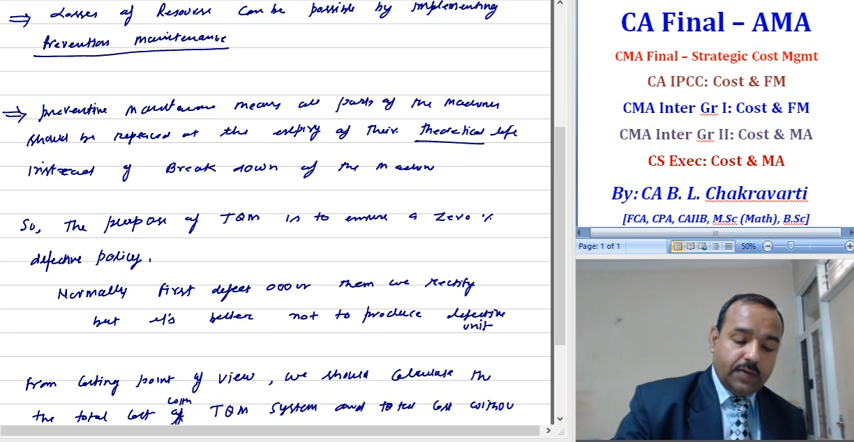 ⇒ Losses of Resource can be possible by implementing
Prevention maintenance
⇒ preventive maintenance means all parts of the machines
should be replaced at the expiry of their theoretical life
instead of Break down of the machine
So, The purpose of TQM is to ensure a zero %
defective policy.
Normally first defect occur them we rectify
but it's better not to produce defective
unit
From costing point of view, we should calculate th
the total cost of with TQM system and total cost withou
CA Final – AMA
CMA Final – Strategic Cost Mgmt
CA IPCC: Cost & FM
CMA Inter Gr I: Cost & FM
CMA Inter Gr II: Cost & MA
CS Exec: Cost & MA
By: CA B. L. Chakravarti
[FCA, CPA, CAIIB, M.Sc (Math), B.Sc]
Page: 1 of 1
50%